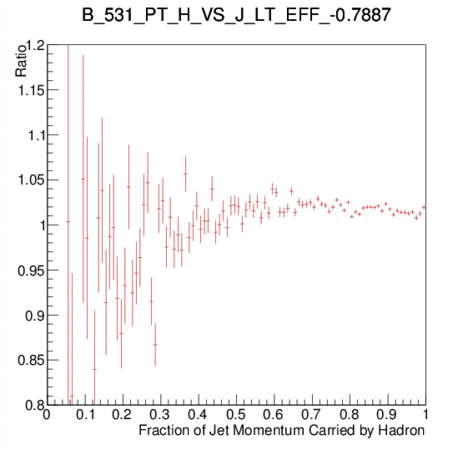 B_531_PT_H_VS_J_LT_EFF_-0.7887
Ratio
1.2
1.15
1.1
1.05
1
0.95
0.9
0.85
0.8
0 0.1 0.2 0.3 0.4 0.5 0.6 0.7 0.8 0.9 1
Fraction of Jet Momentum Carried by Hadron